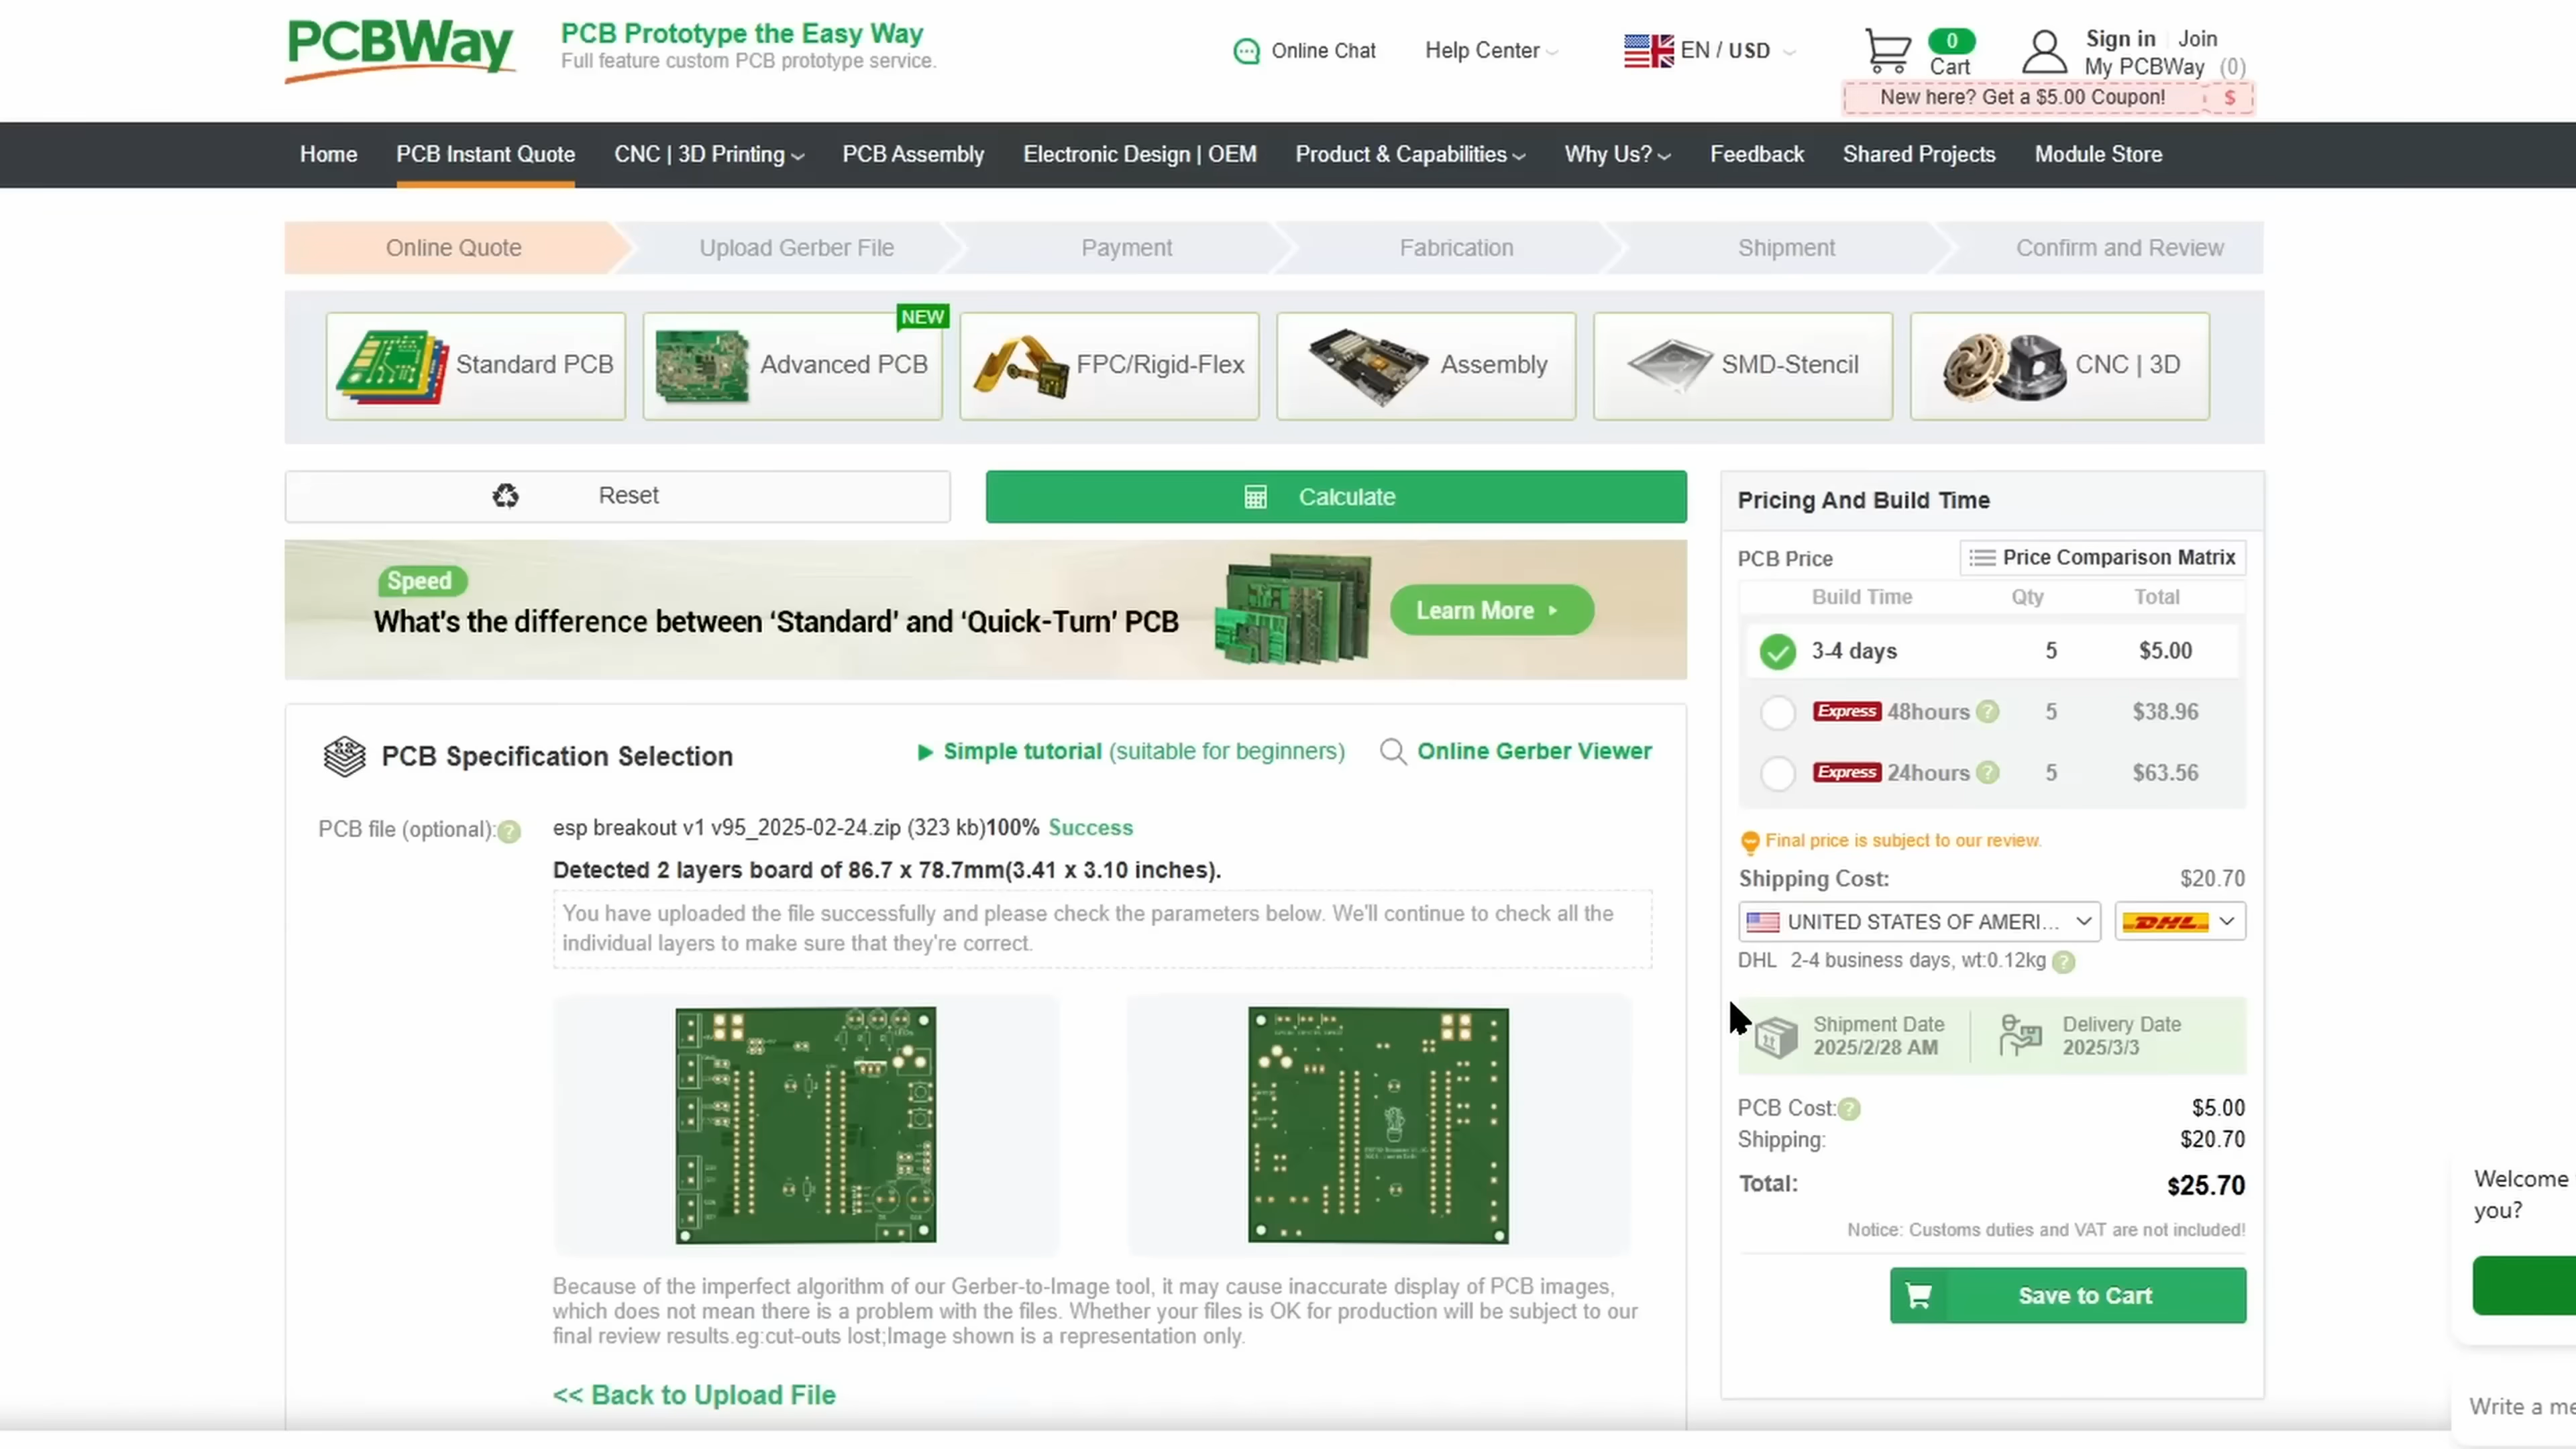 PCBWay
PCB Prototype the Easy Way
Full feature custom PCB prototype service.
Online Chat
Help Center
EN / USD
0
Cart
Sign in
Join
My PCBWay (0)
New here? Get a $5.00 Coupon!
$
Home
PCB Instant Quote
CNC | 3D Printing
PCB Assembly
Electronic Design | OEM
Product & Capabilities
Why Us?
Feedback
Shared Projects
Module Store
Online Quote
Upload Gerber File
Payment
Fabrication
Shipment
Confirm and Review
Standard PCB
NEW
Advanced PCB
FPC/Rigid-Flex
Assembly
SMD-Stencil
CNC | 3D
Reset
Calculate
Speed
What's the difference between ‘Standard’ and ‘Quick-Turn’ PCB
Learn More
PCB Specification Selection
Simple tutorial (suitable for beginners)
Online Gerber Viewer
PCB file (optional):?
esp breakout v1 v95_2025-02-24.zip (323 kb)100% Success
Detected 2 layers board of 86.7 x 78.7mm(3.41 x 3.10 inches).
You have uploaded the file successfully and please check the parameters below. We'll continue to check all the
individual layers to make sure that they're correct.
Because of the imperfect algorithm of our Gerber-to-Image tool, it may cause inaccurate display of PCB images,
which does not mean there is a problem with the files. Whether your files is OK for production will be subject to our
final review results.eg:cut-outs lost;Image shown is a representation only.
<< Back to Upload File
Pricing And Build Time
PCB Price
Price Comparison Matrix
Build Time Qty Total
3-4 days 5 $5.00
Express 48hours ? 5 $38.96
Express 24hours ? 5 $63.56
Final price is subject to our review.
Shipping Cost: $20.70
UNITED STATES OF AMERI...
DHL
DHL 2-4 business days, wt:0.12kg ?
Shipment Date
2025/2/28 AM
Delivery Date
2025/3/3
PCB Cost:? $5.00
Shipping: $20.70
Total: $25.70
Notice: Customs duties and VAT are not included!
Save to Cart
Welcome
you?
Write a me